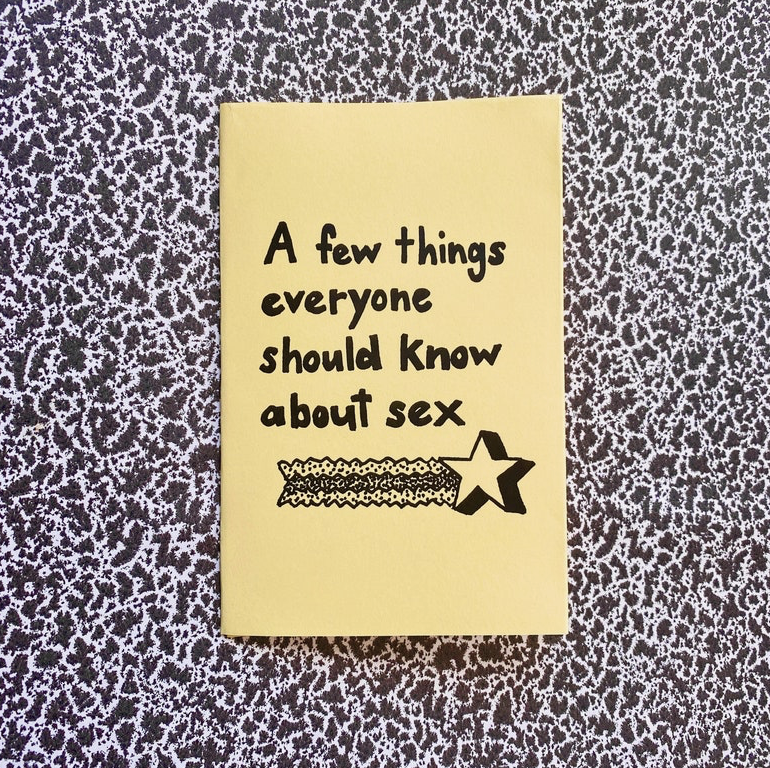 A few things
everyone
should know
about sex